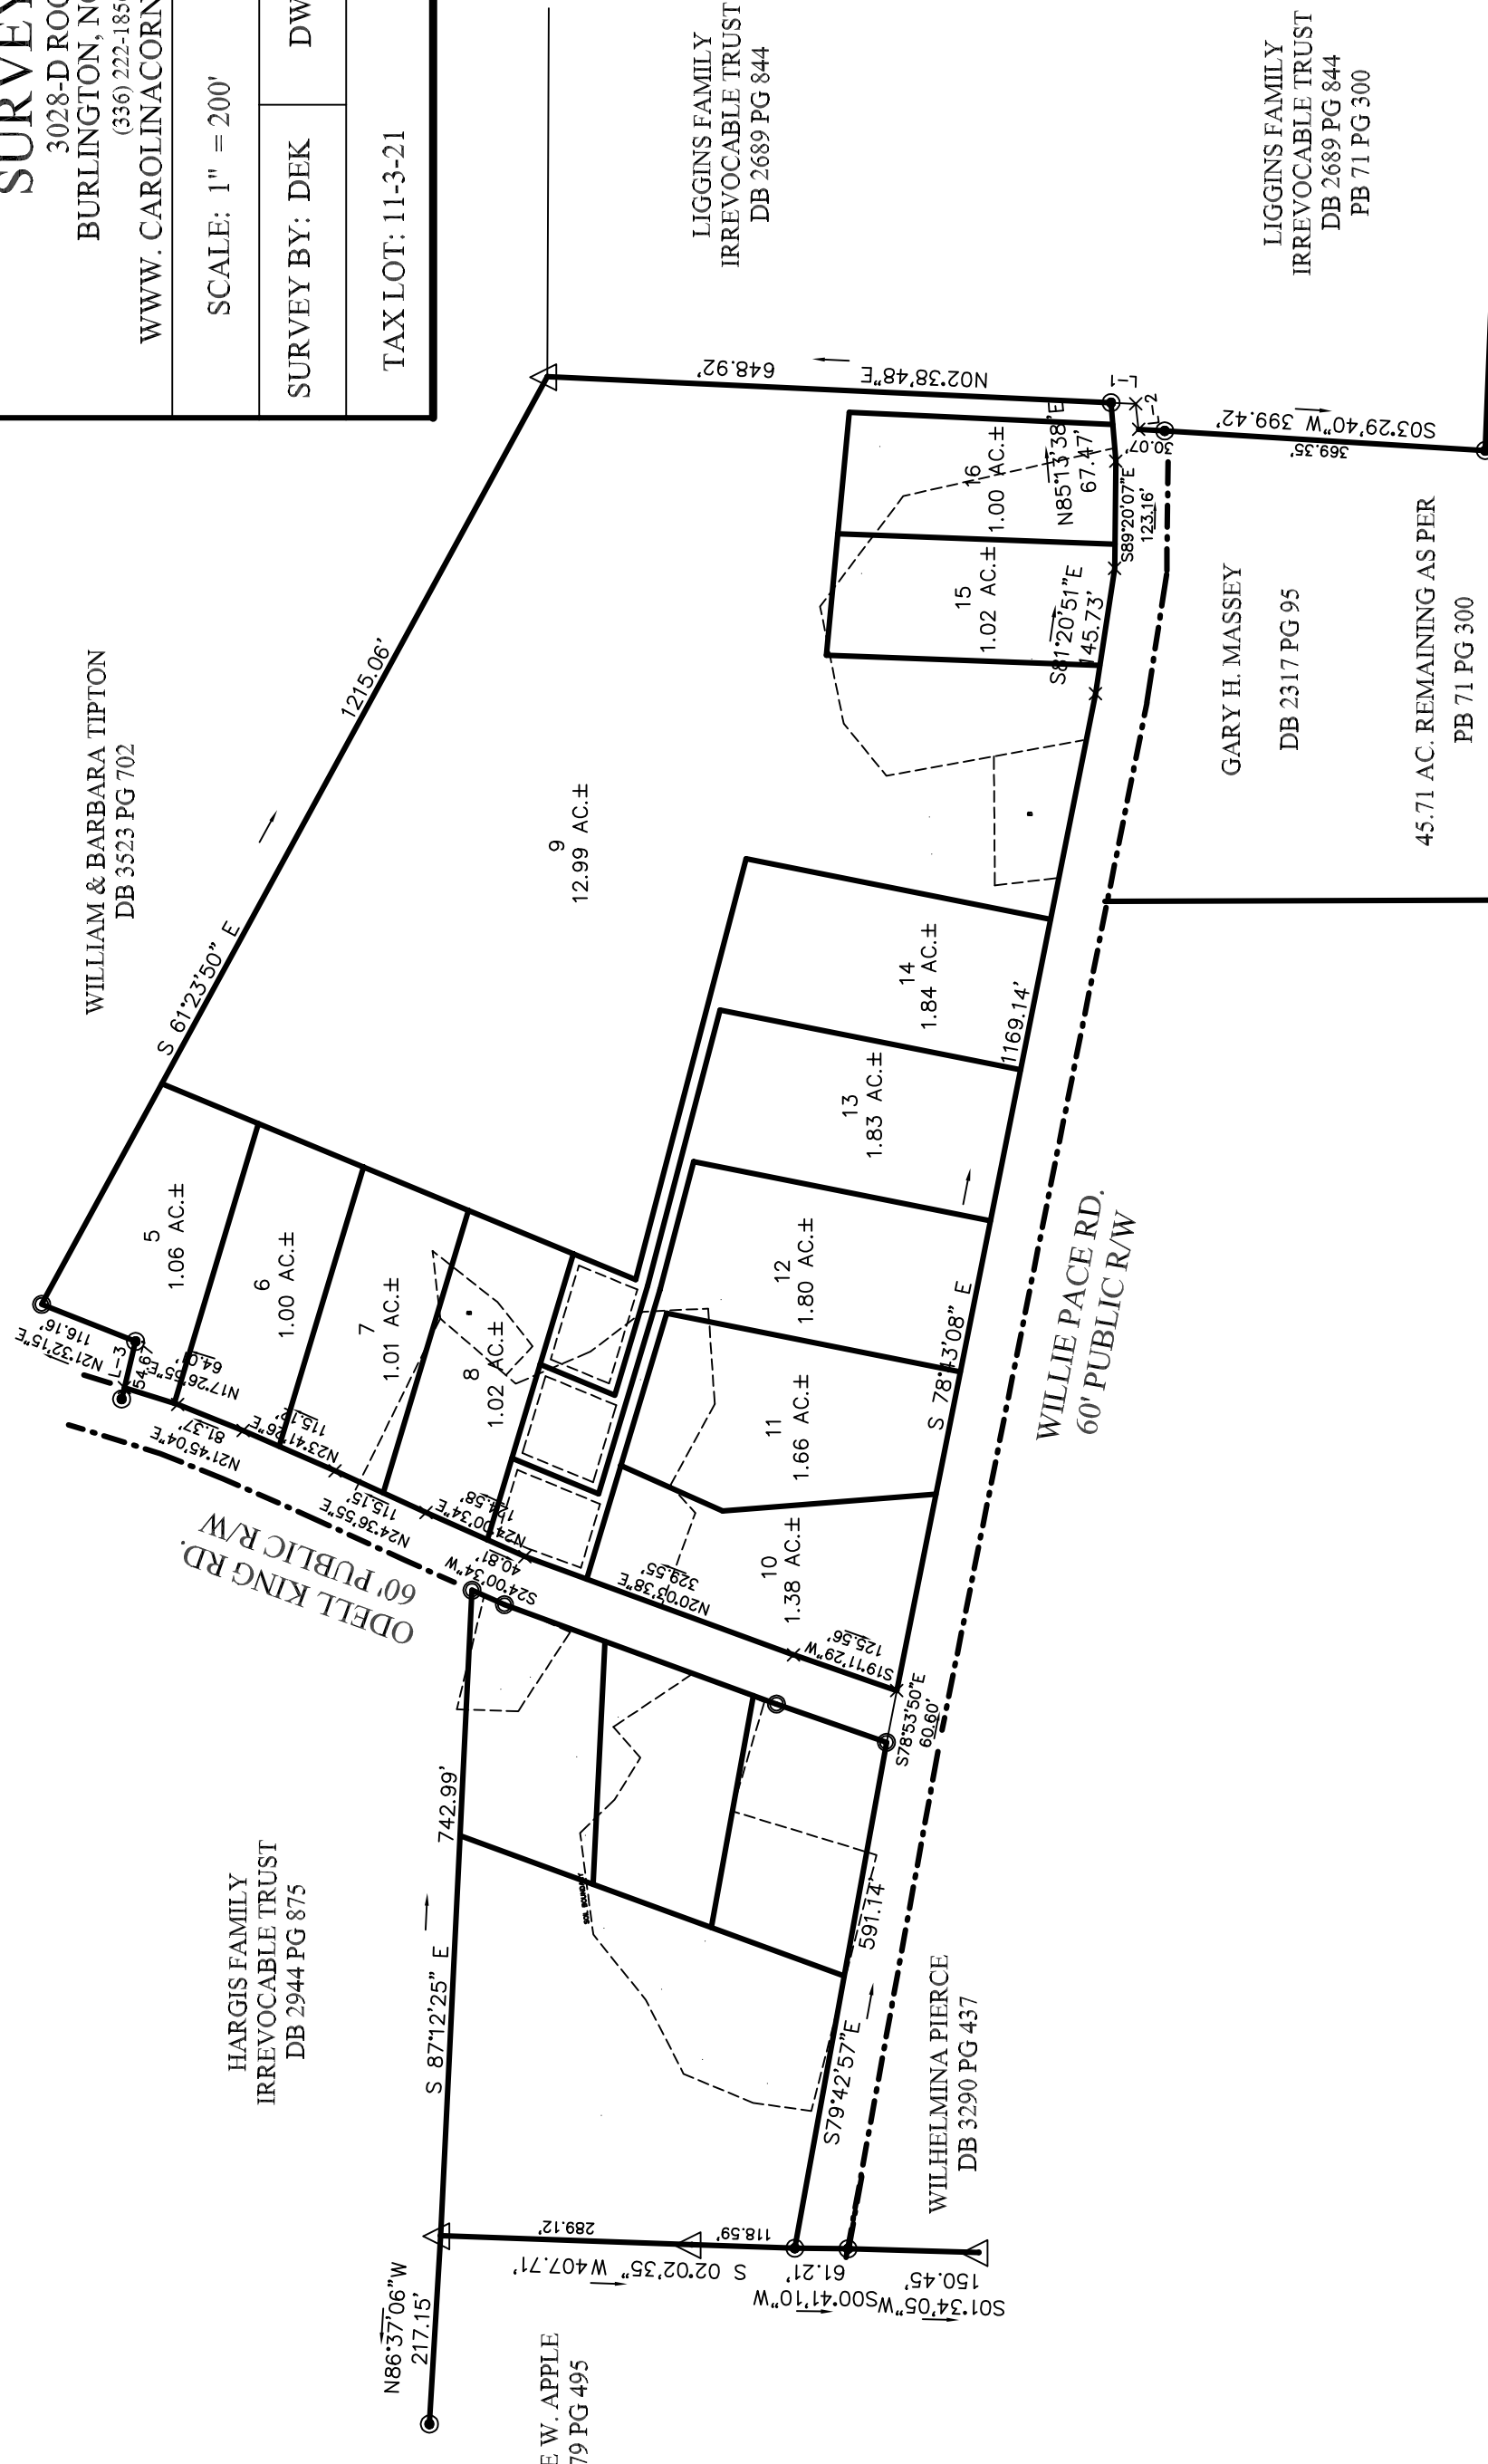 SURVEY
3028-D ROC
BURLINGTON, NC
(336) 222-185
WWW. CAROLINACORN
SCALE: 1" = 200'
SURVEY BY: DEK
DW
TAX LOT: 11-3-21
LIGGINS FAMILY
IRREVOCABLE TRUST
DB 2689 PG 844
LIGGINS FAMILY
IRREVOCABLE TRUST
DB 2689 PG 844
PB 71 PG 300
WILLIAM & BARBARA TIPTON
DB 3523 PG 702
S 61°23'50" E
1215.06'
N02°38'48"E
648.92'
L-1
L-2
30.07'
S03°29'40"W 399.42'
369.35'
16
1.00 AC.±
N85°13'38"E
67.47'
S89°20'07"E
123.16'
15
1.02 AC.±
S81°20'51"E
145.73'
GARY H. MASSEY
DB 2317 PG 95
45.71 AC. REMAINING AS PER
PB 71 PG 300
9
12.99 AC.±
14
1.84 AC.±
1169.14'
13
1.83 AC.±
12
1.80 AC.±
S 78°43'08" E
11
1.66 AC.±
10
1.38 AC.±
WILLIE PACE RD.
60' PUBLIC R/W
5
1.06 AC.±
6
1.00 AC.±
7
1.01 AC.±
8
1.02 AC.±
N21°32'15"E
116.16'
L-3
54.67'
N17°26'55"E
64.07'
N21°45'04"E
81.37'
N23°41'26"E
115.19'
N24°36'55"E
115.15'
N24°00'34"E
124.58'
S24°00'34"W
40.81'
N20°03'38"E
329.55'
S19°11'29"W
125.56'
S78°53'50"E
60.60'
ODELL KING RD.
60' PUBLIC R/W
HARGIS FAMILY
IRREVOCABLE TRUST
DB 2944 PG 875
S 87°12'25" E
742.99'
SOIL BOUNDARY
S79°42'57"E
591.14'
WILHELMINA PIERCE
DB 3290 PG 437
N86°37'06"W
217.15'
289.12'
118.59'
S 02°02'35" W407.71'
61.21'
S00°41'10"W
150.45'
S01°34'05"W
E W. APPLE
79 PG 495